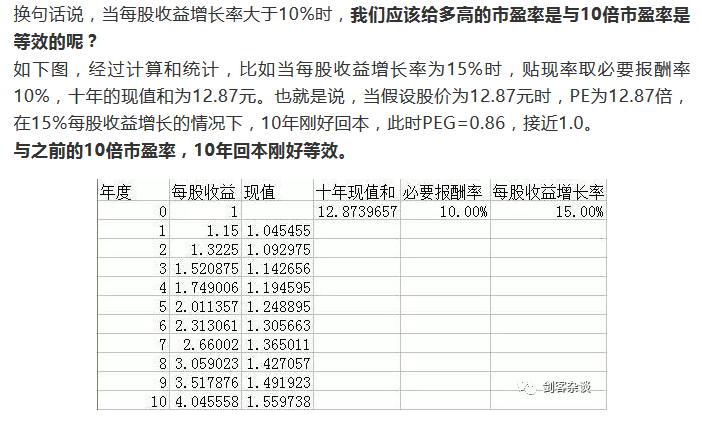 换句话说，当每股收益增长率大于10%时，我们应该给多高的市盈率是与10倍市盈率是
等效的呢？
如下图，经过计算和统计，比如当每股收益增长率为15%时，贴现率取必要报酬率
10%，十年的现值和为12.87元。也就是说，当假设股价为12.87元时，PE为12.87倍，
在15%每股收益增长的情况下，10年刚好回本，此时PEG=0.86，接近1.0。
与之前的10倍市盈率，10年回本刚好等效。
年度 每股收益 现值 十年现值和 必要报酬率 每股收益增长率
0 1 12.8739657 10.00% 15.00%
1 1.15 1.045455
2 1.3225 1.092975
3 1.520875 1.142656
4 1.749006 1.194595
5 2.011357 1.248895
6 2.313061 1.305663
7 2.66002 1.365011
8 3.059023 1.427057
9 3.517876 1.491923
10 4.045558 1.559738
剑客杂谈